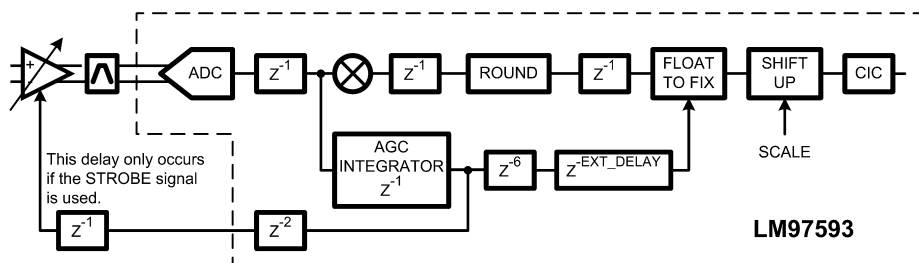 +
-
ADC
Z-1
Z-1
ROUND
Z-1
FLOAT
TO FIX
SHIFT
UP
CIC
SCALE
AGC
INTEGRATOR
Z-1
Z-6
Z-EXT_DELAY
This delay only occurs
if the STROBE signal
is used.
Z-1
Z-2
LM97593